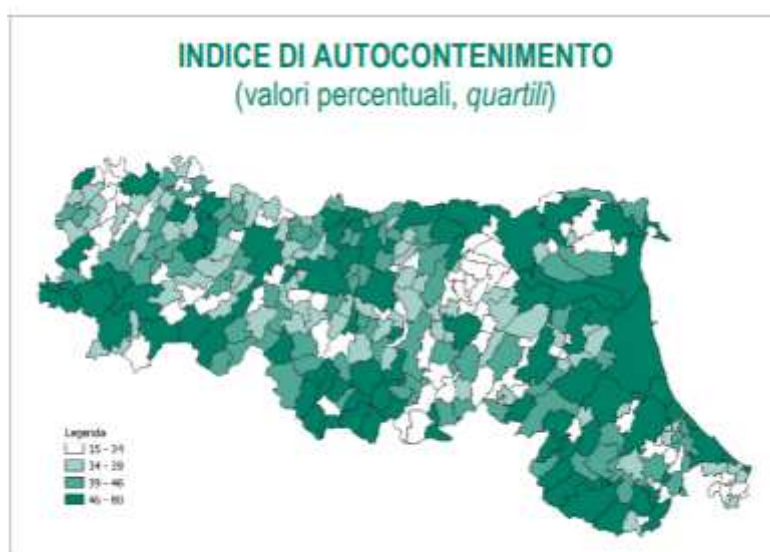 INDICE DI AUTOCONTENIMENTO
(valori percentuali, quartili)
Legenda
15 - 34
34 - 39
39 - 46
46 - 80